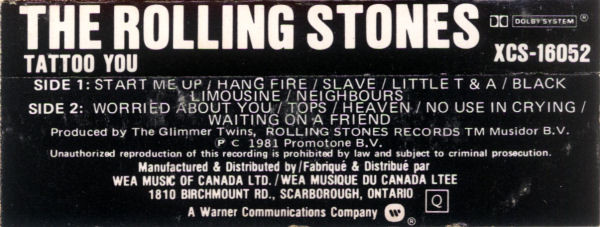 THE ROLLING STONES
DOLBY SYSTEM ®
TATTOO YOU
XCS-16052
SIDE 1: START ME UP / HANG FIRE / SLAVE / LITTLE T & A / BLACK
LIMOUSINE / NEIGHBOURS
SIDE 2: WORRIED ABOUT YOU / TOPS / HEAVEN / NO USE IN CRYING /
WAITING ON A FRIEND
Produced by The Glimmer Twins, ROLLING STONES RECORDS TM Musidor B.V.
P C 1981 Promotone B.V.
Unauthorized reproduction of this recording is prohibited by law and subject to criminal prosecution.
Manufactured & Distributed by / Fabriqué & Distribué par
WEA MUSIC OF CANADA LTD. / WEA MUSIQUE DU CANADA LTEE
1810 BIRCHMOUNT RD., SCARBOROUGH, ONTARIO Q
A Warner Communications Company W ®